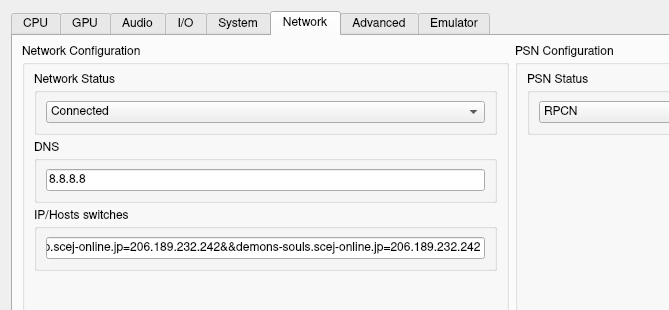 CPU GPU Audio I/O System Network Advanced Emulator
Network Configuration
Network Status
Connected
DNS
8.8.8.8
IP/Hosts switches
.scej-online.jp=206.189.232.242&&demons-souls.scej-online.jp=206.189.232.242
PSN Configuration
PSN Status
RPCN